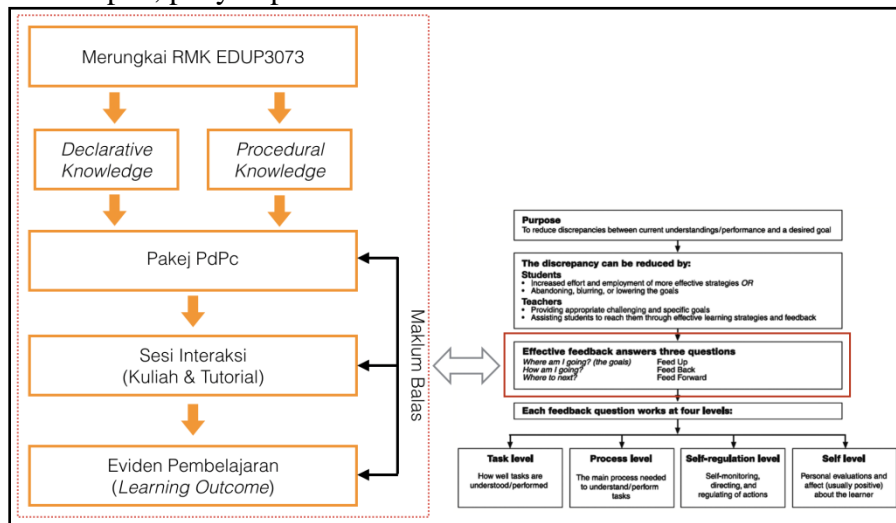 Merungkai RMK EDUP3073
Declarative
Knowledge
Procedural
Knowledge
Pakej PdPc
Sesi Interaksi
(Kuliah & Tutorial)
Eviden Pembelajaran
(Learning Outcome)
Maklum Balas
Purpose
To reduce discrepancies between current understandings/performance and a desired goal
The discrepancy can be reduced by:
Students
• Increased effort and employment of more effective strategies OR
• Abandoning, blurring, or lowering the goals
Teachers
• Providing appropriate challenging and specific goals
• Assisting students to reach them through effective learning strategies and feedback
Effective feedback answers three questions
Where am I going? (the goals) Feed Up
How am I going? Feed Back
Where to next? Feed Forward
Each feedback question works at four levels:
Task level
How well tasks are
understood/performed
Process level
The main process needed
to understand/perform
tasks
Self-regulation level
Self-monitoring,
directing, and
regulating of actions
Self level
Personal evaluations and
affect (usually positive)
about the learner